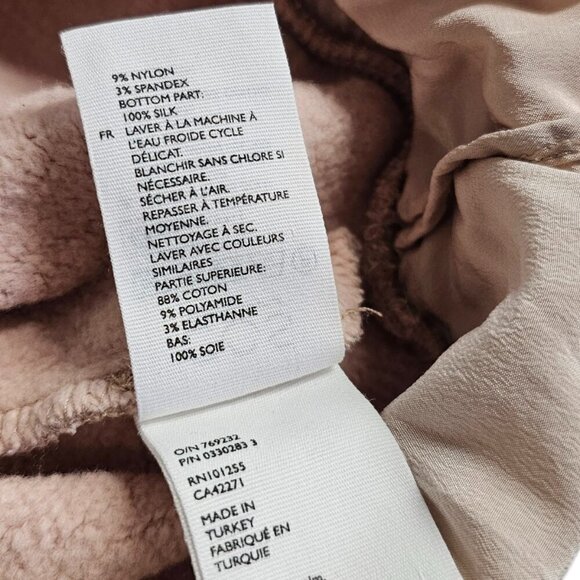 9% NYLON
3% SPANDEX
BOTTOM PART:
100% SILK
FR LAVER À LA MACHINE À
L'EAU FROIDE CYCLE
DÉLICAT.
BLANCHIR SANS CHLORE SI
NÉCESSAIRE.
SÉCHER À L'AIR.
REPASSER À TEMPÉRATURE
MOYENNE.
NETTOYAGE À SEC.
LAVER AVEC COULEURS
SIMILAIRES
PARTIE SUPERIEURE:
88% COTON
9% POLYAMIDE
3% ELASTHANNE
BAS:
100% SOIE
O/N 769232
P/N 0330283 3
RN101255
CA42271
MADE IN
TURKEY
FABRIQUÉ EN
TURQUIE